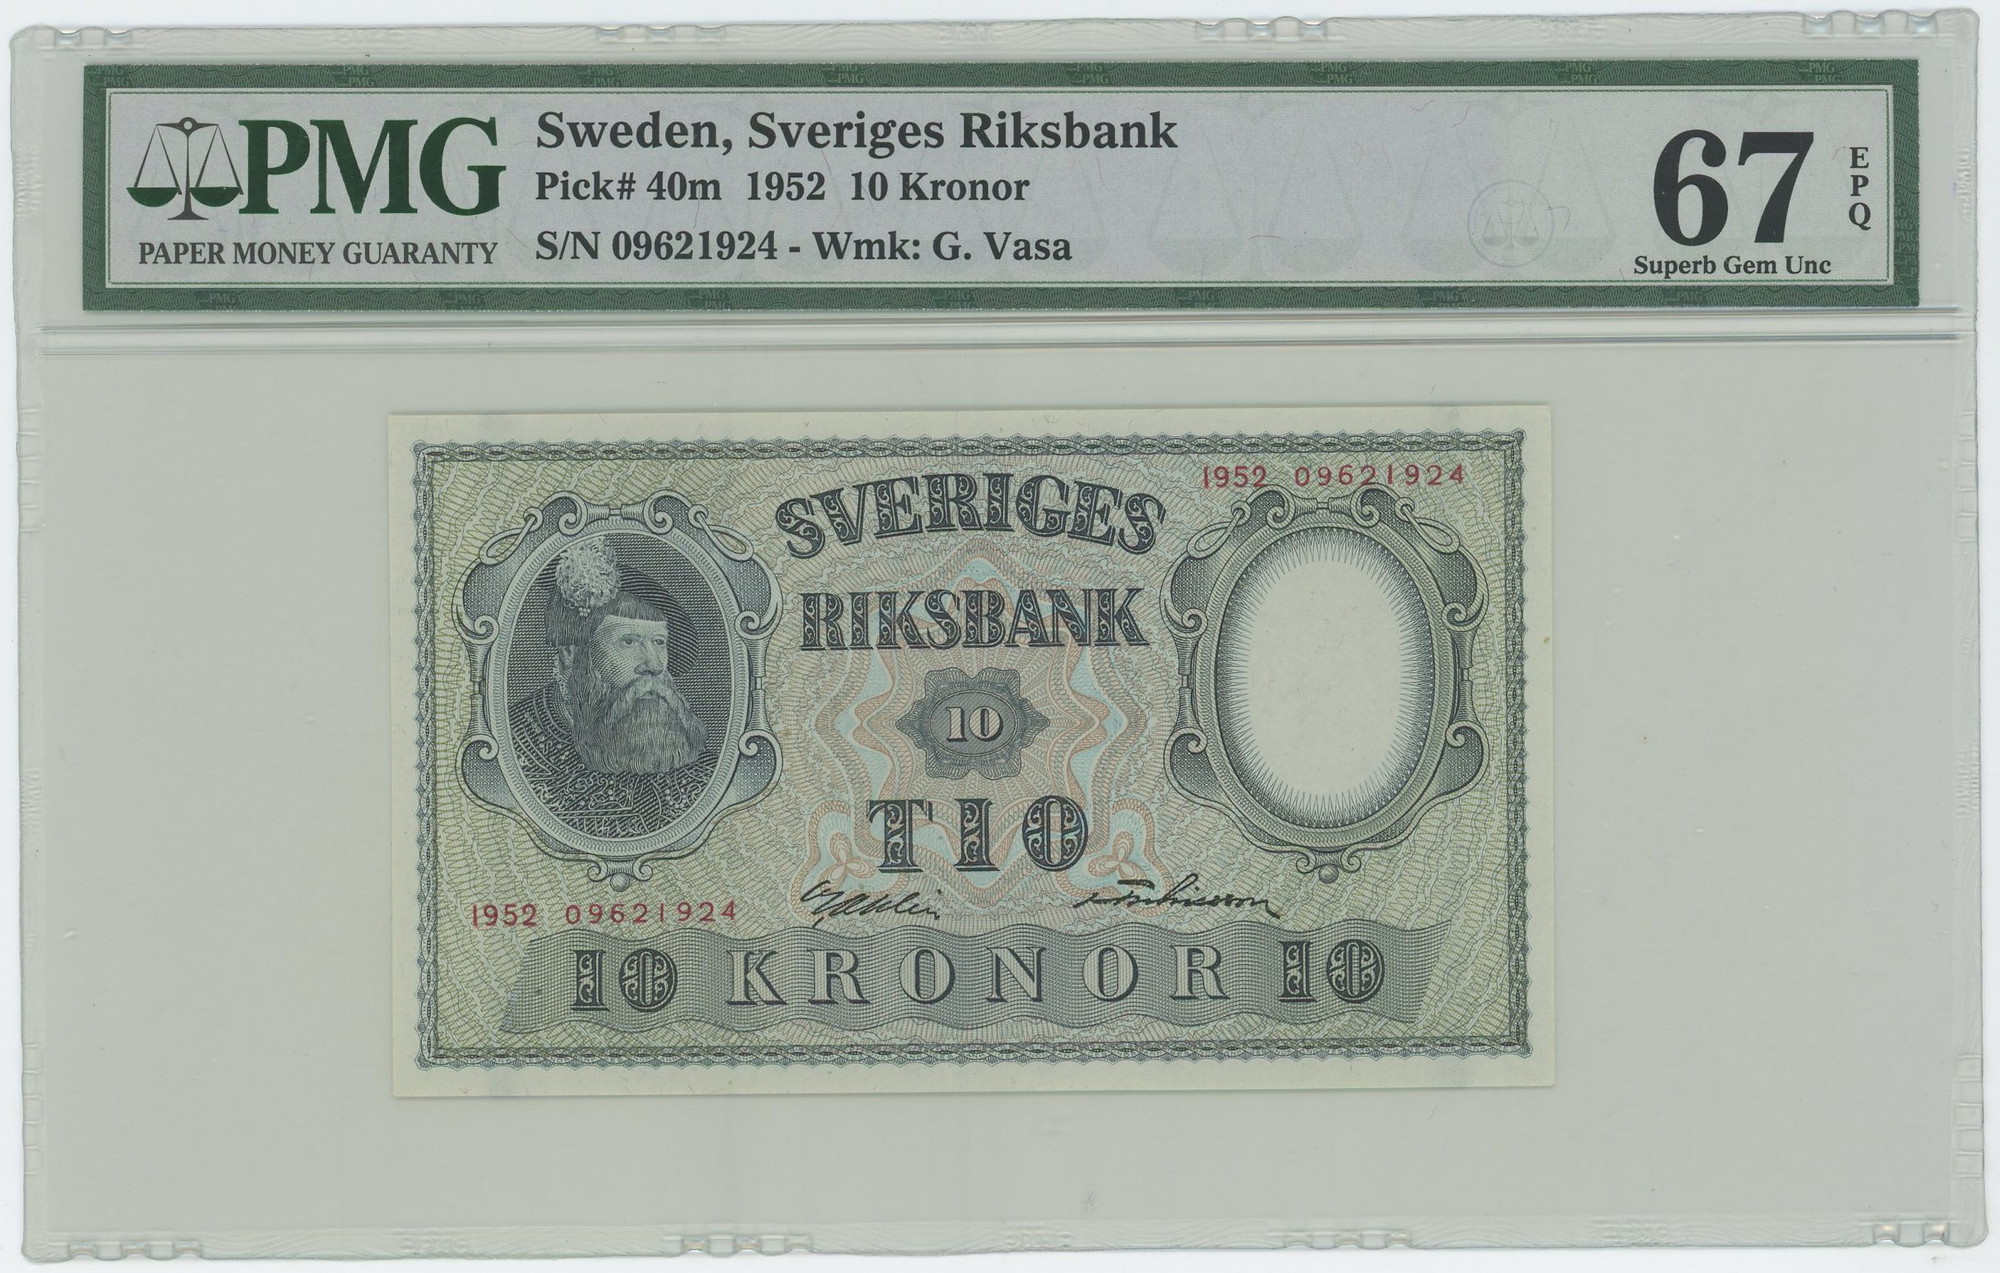 PMG
PAPER MONEY GUARANTY
Sweden, Sveriges Riksbank
Pick# 40m 1952 10 Kronor
S/N 09621924 - Wmk: G. Vasa
67
EPQ
Superb Gem Unc
1952 09621924
SVERIGES
RIKSBANK
10
TIO
1952 09621924
10 KRONOR 10